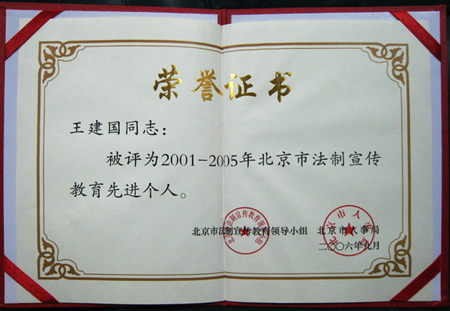 荣誉证书
王建国同志：
被评为2001-2005年北京市法制宣传
教育先进个人。
北京市法制宣传教育领导小组 北京市人事局
二〇〇六年九月